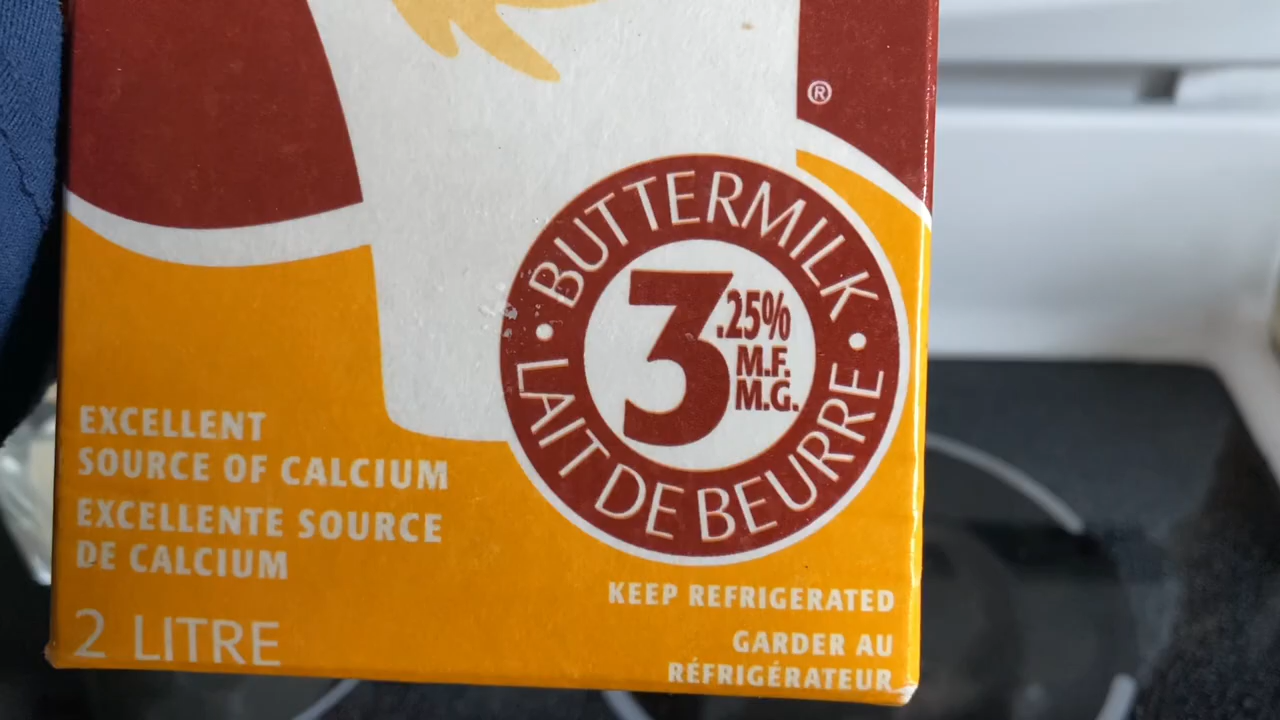 ®
BUTTERMILK
3.25%
M.F.
M.G.
LAIT DE BEURRE
EXCELLENT
SOURCE OF CALCIUM
EXCELLENTE SOURCE
DE CALCIUM
2 LITRE
KEEP REFRIGERATED
GARDER AU
RÉFRIGÉRATEUR